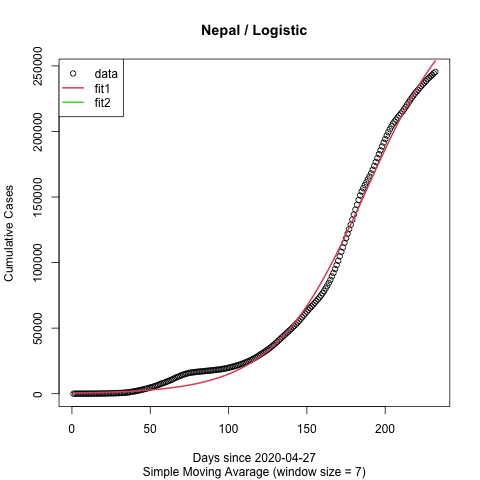 Nepal / Logistic
data
fit1
fit2
Cumulative Cases
250000
200000
150000
100000
50000
0
0 50 100 150 200
Days since 2020-04-27
Simple Moving Avarage (window size = 7)